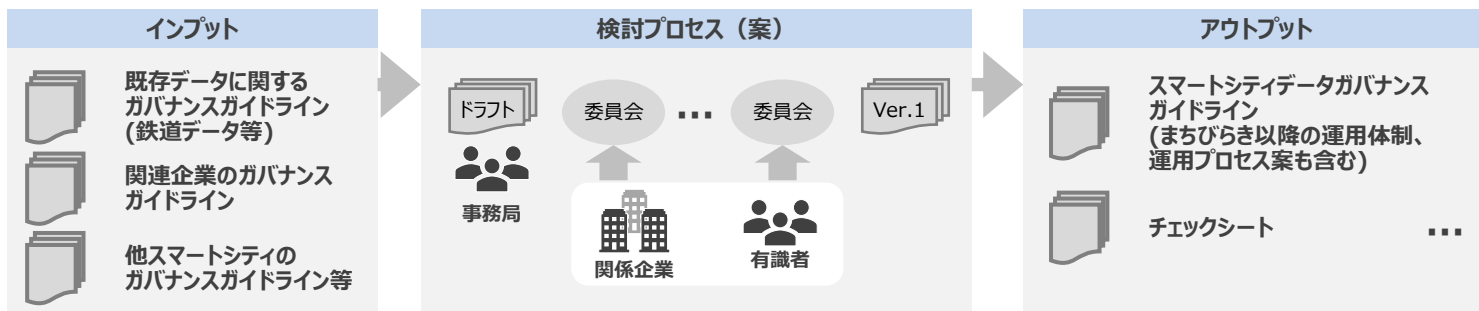 インプット
既存データに関する
ガバナンスガイドライン
(鉄道データ等)
関連企業のガバナンス
ガイドライン
他スマートシティの
ガバナンスガイドライン等
検討プロセス（案）
ドラフト
委員会
…
委員会
Ver.1
事務局
関係企業
有識者
アウトプット
スマートシティデータガバナンス
ガイドライン
(まちびらき以降の運用体制、
運用プロセス案も含む)
チェックシート
…